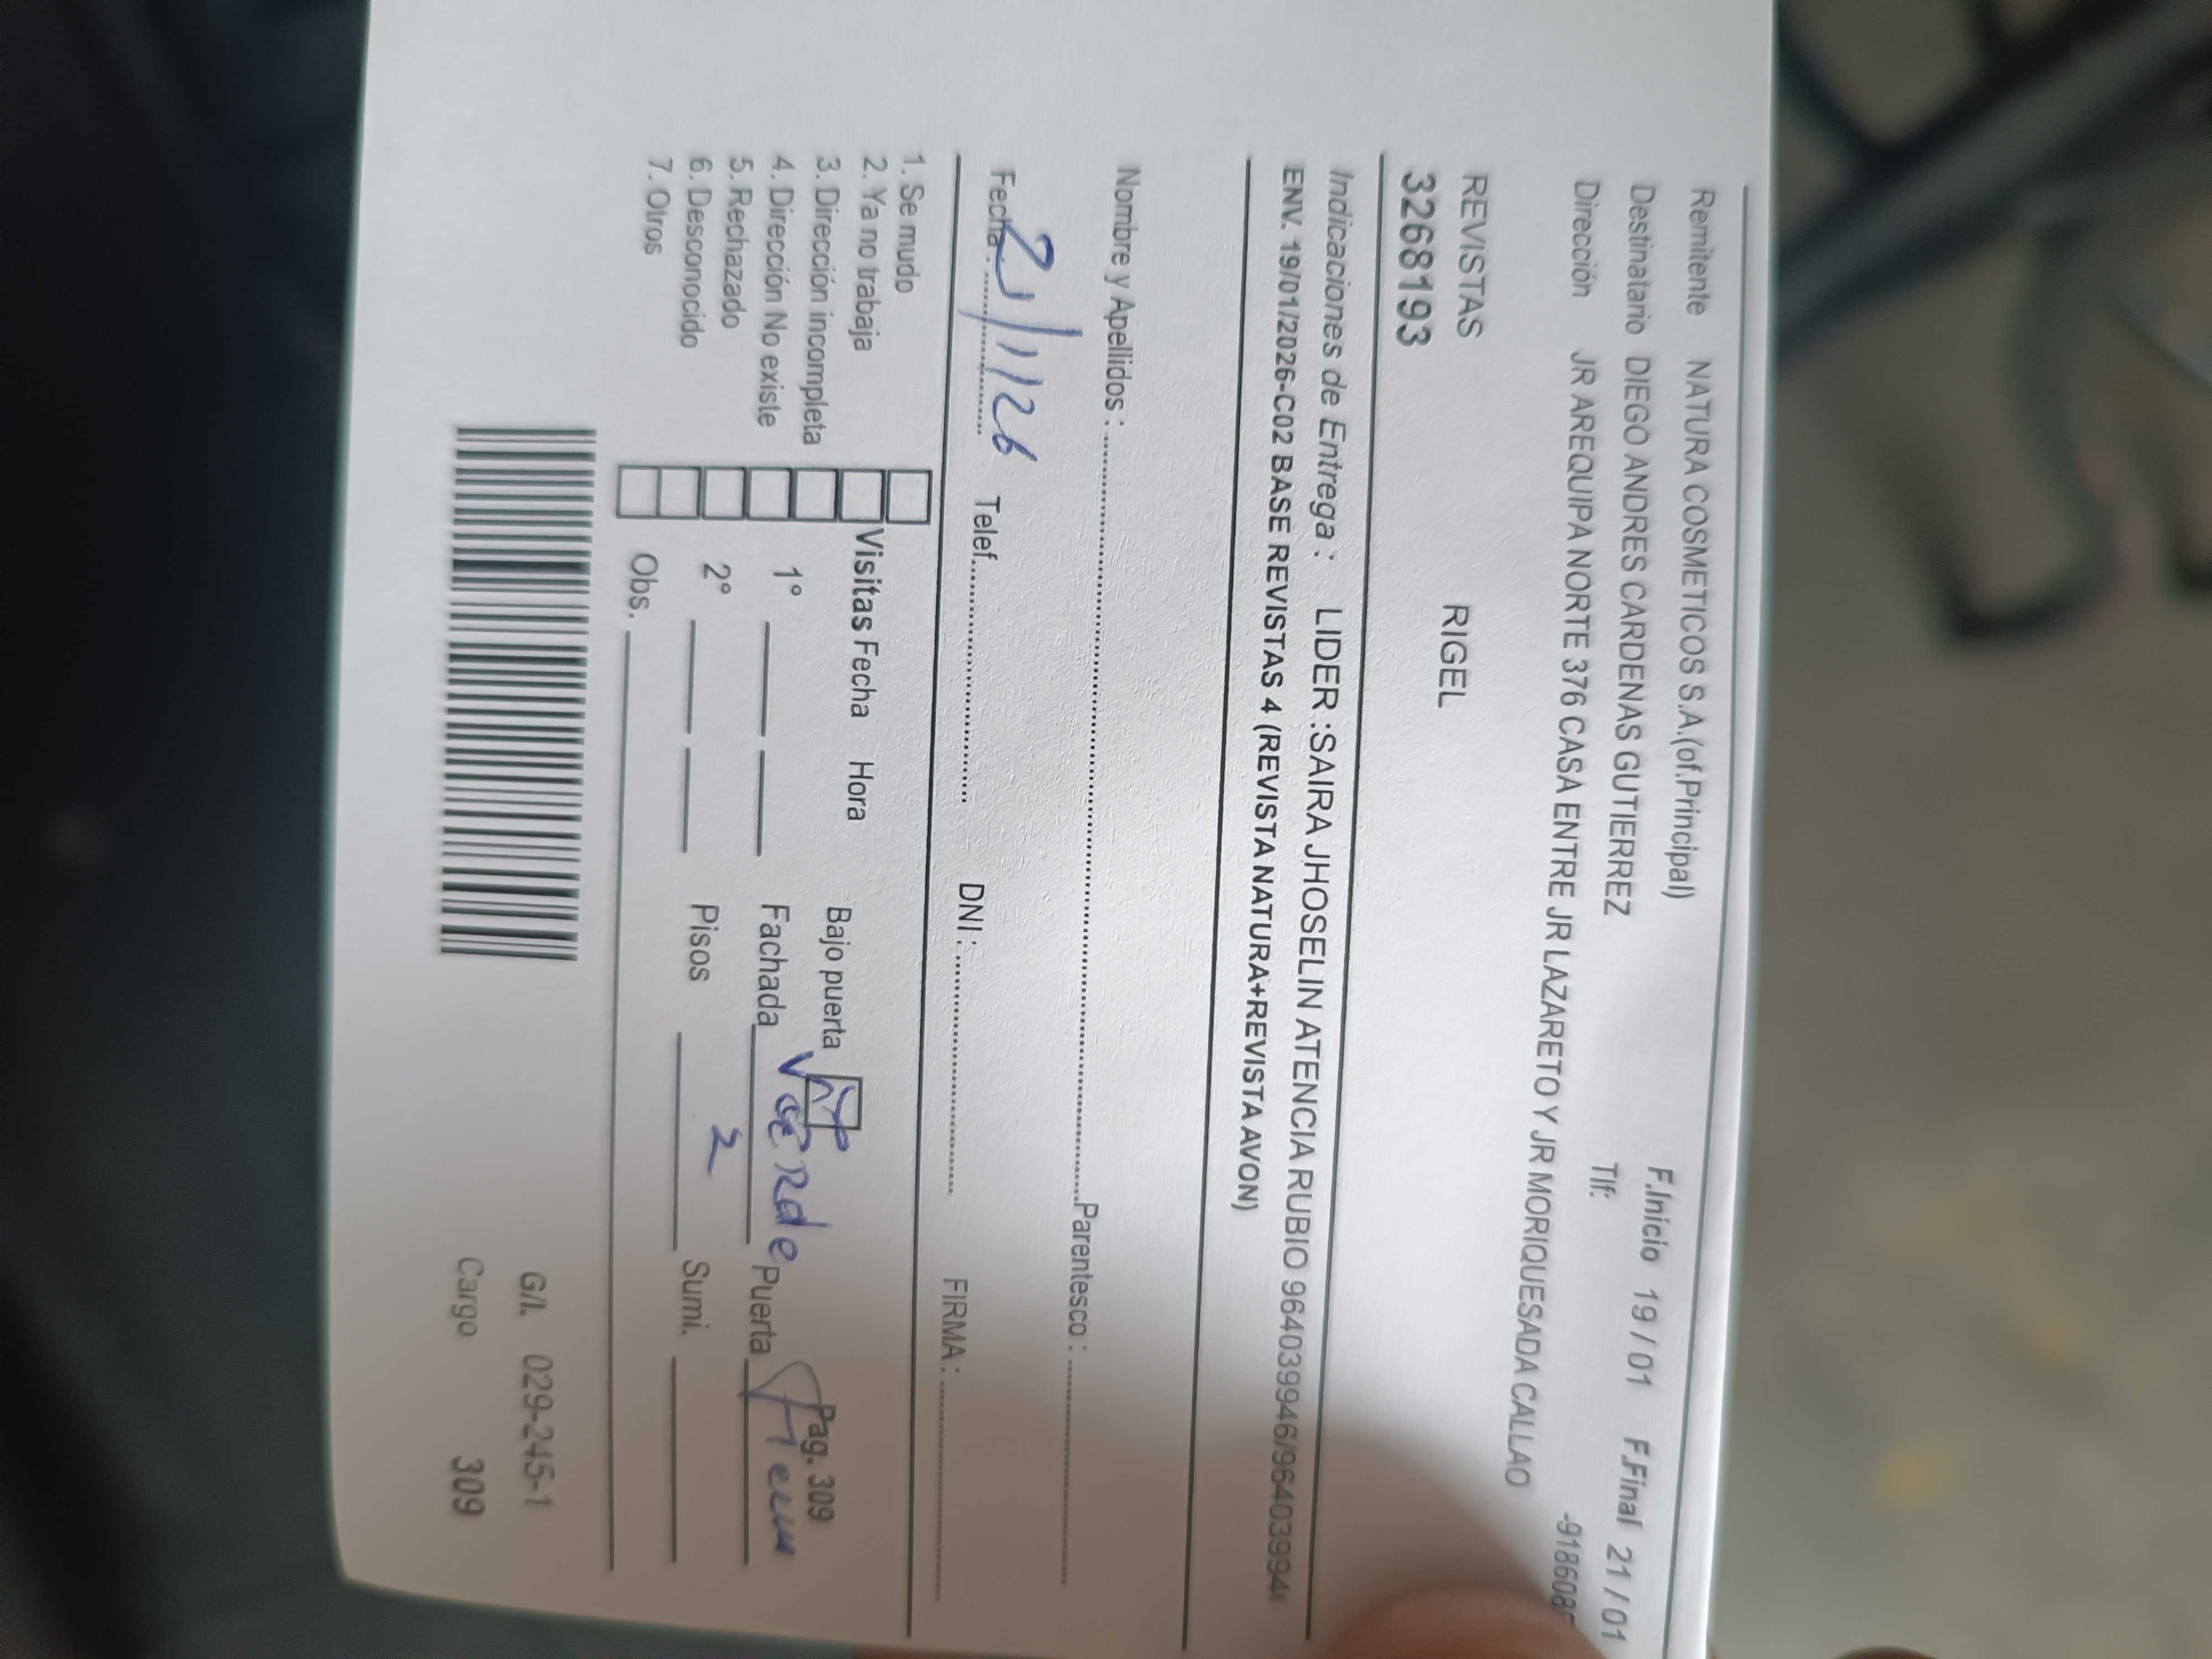 Remitente NATURA COSMETICOS S.A.(of.Principal)
F.Inicio 19 / 01 F.Final 21 / 01
Destinatario DIEGO ANDRES CARDENAS GUTIERREZ
Tlf:
Dirección JR AREQUIPA NORTE 376 CASA ENTRE JR LAZARETO Y JR MORIQUESADA CALLAO
REVISTAS RIGEL
3268193
Indicaciones de Entrega : LIDER :SAIRA JHOSELIN ATENCIA RUBIO 964039946/96403994
ENV. 19/01/2026-C02 BASE REVISTAS 4 (REVISTA NATURA+REVISTA AVON)
Nombre y Apellidos : Parentesco :
Fecha : 21/1/26 Telef. DNI : FIRMA :
1. Se mudo
2. Ya no trabaja Visitas Fecha Hora Bajo puerta Pag. 309
3. Dirección incompleta
4. Dirección No existe 1° Fachada Verde Puerta
5. Rechazado 2° Pisos 2 Sumi.
6. Desconocido
7. Otros Obs.
G/I. 029-245-1
Cargo 309